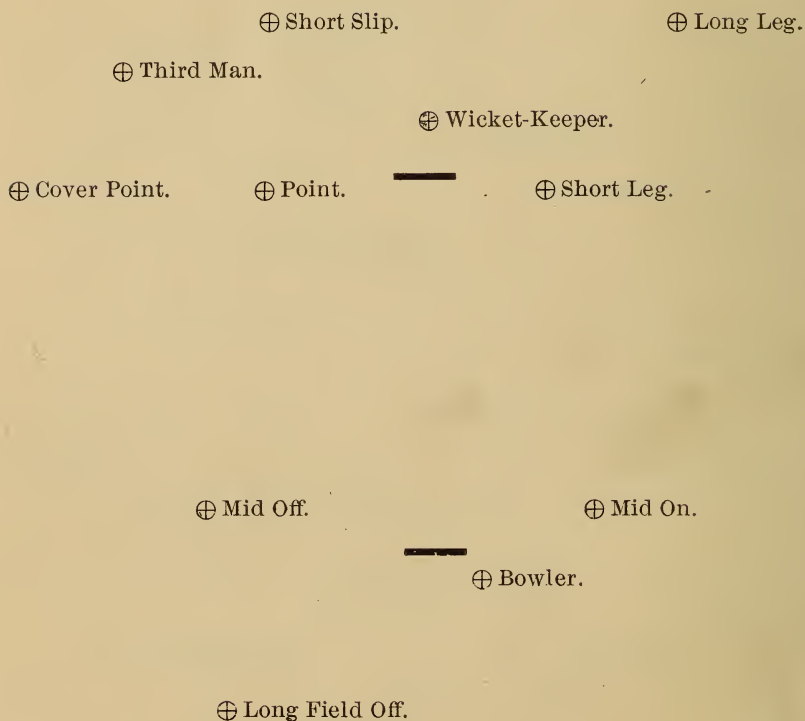 ⊕ Short Slip. ⊕ Long Leg.
⊕ Third Man.
⊕ Wicket-Keeper.
⊕ Cover Point. ⊕ Point. ⊕ Short Leg.
⊕ Mid Off. ⊕ Mid On.
⊕ Bowler.
⊕ Long Field Off.